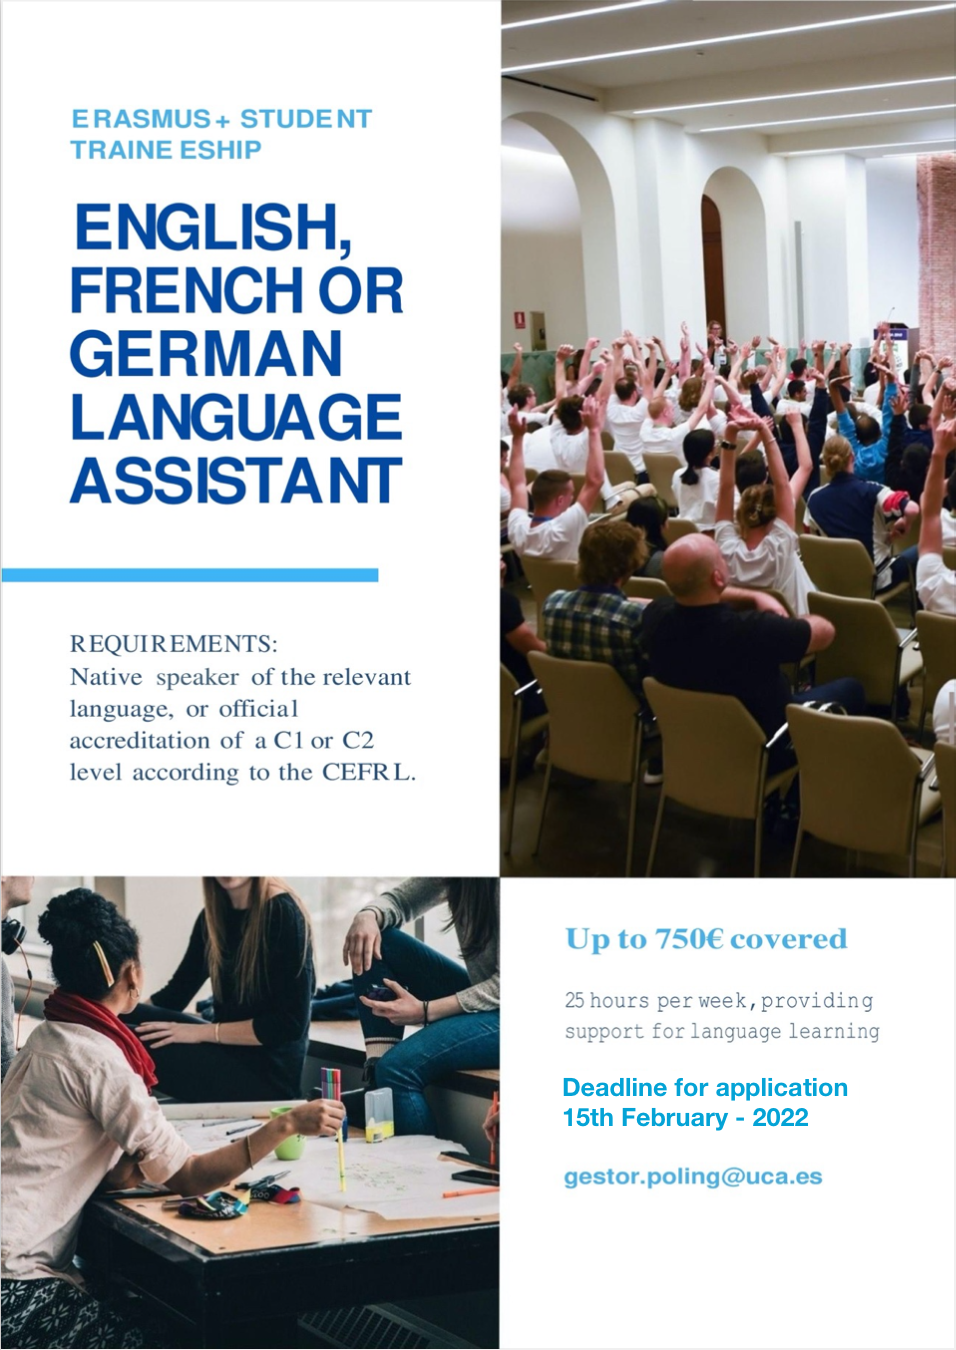 ERASMUS+ STUDENT
TRAINEESHIP
ENGLISH,
FRENCH OR
GERMAN
LANGUAGE
ASSISTANT
REQUIREMENTS:
Native speaker of the relevant
language, or official
accreditation of a C1 or C2
level according to the CEFRL.
Up to 750€ covered
25 hours per week, providing
support for language learning
Deadline for application
15th February - 2022
gestor.poling@uca.es